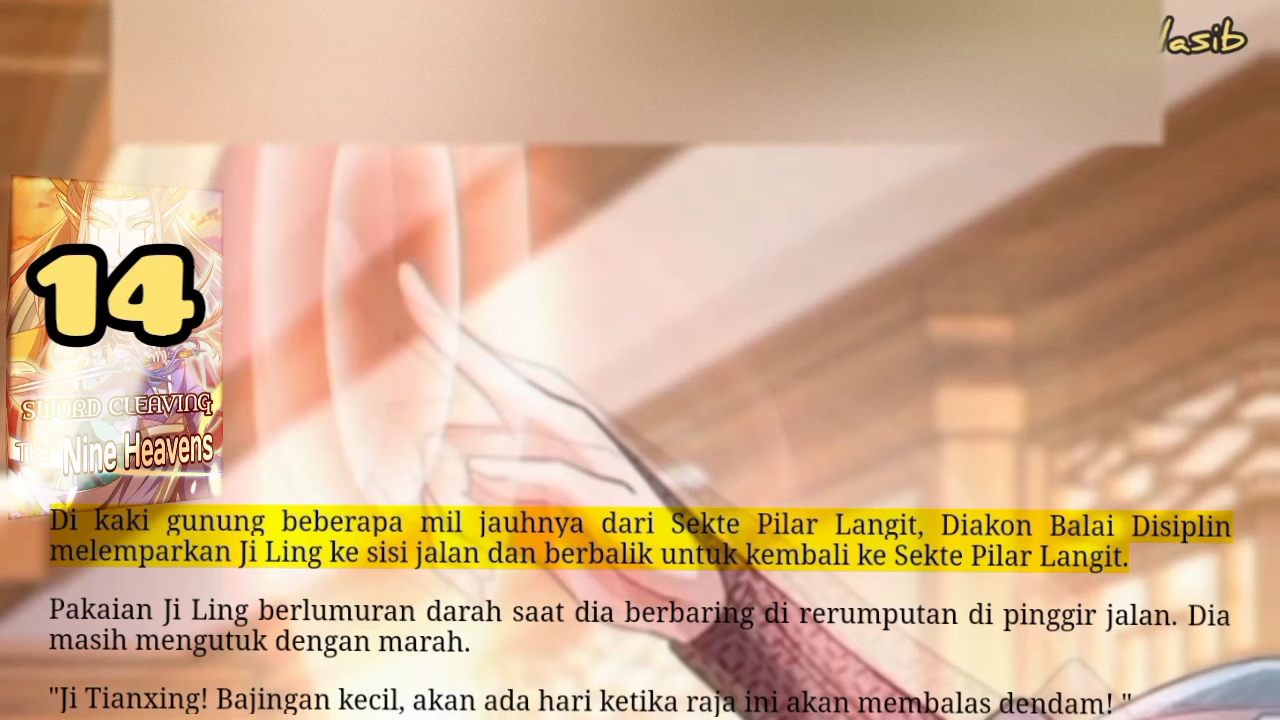 14
SWORD CLEAVING
The Nine Heavens
Di kaki gunung beberapa mil jauhnya dari Sekte Pilar Langit, Diakon Balai Disiplin
melemparkan Ji Ling ke sisi jalan dan berbalik untuk kembali ke Sekte Pilar Langit.
Pakaian Ji Ling berlumuran darah saat dia berbaring di rerumputan di pinggir jalan. Dia
masih mengutuk dengan marah.
"Ji Tianxing! Bajingan kecil, akan ada hari ketika raja ini akan membalas dendam! "